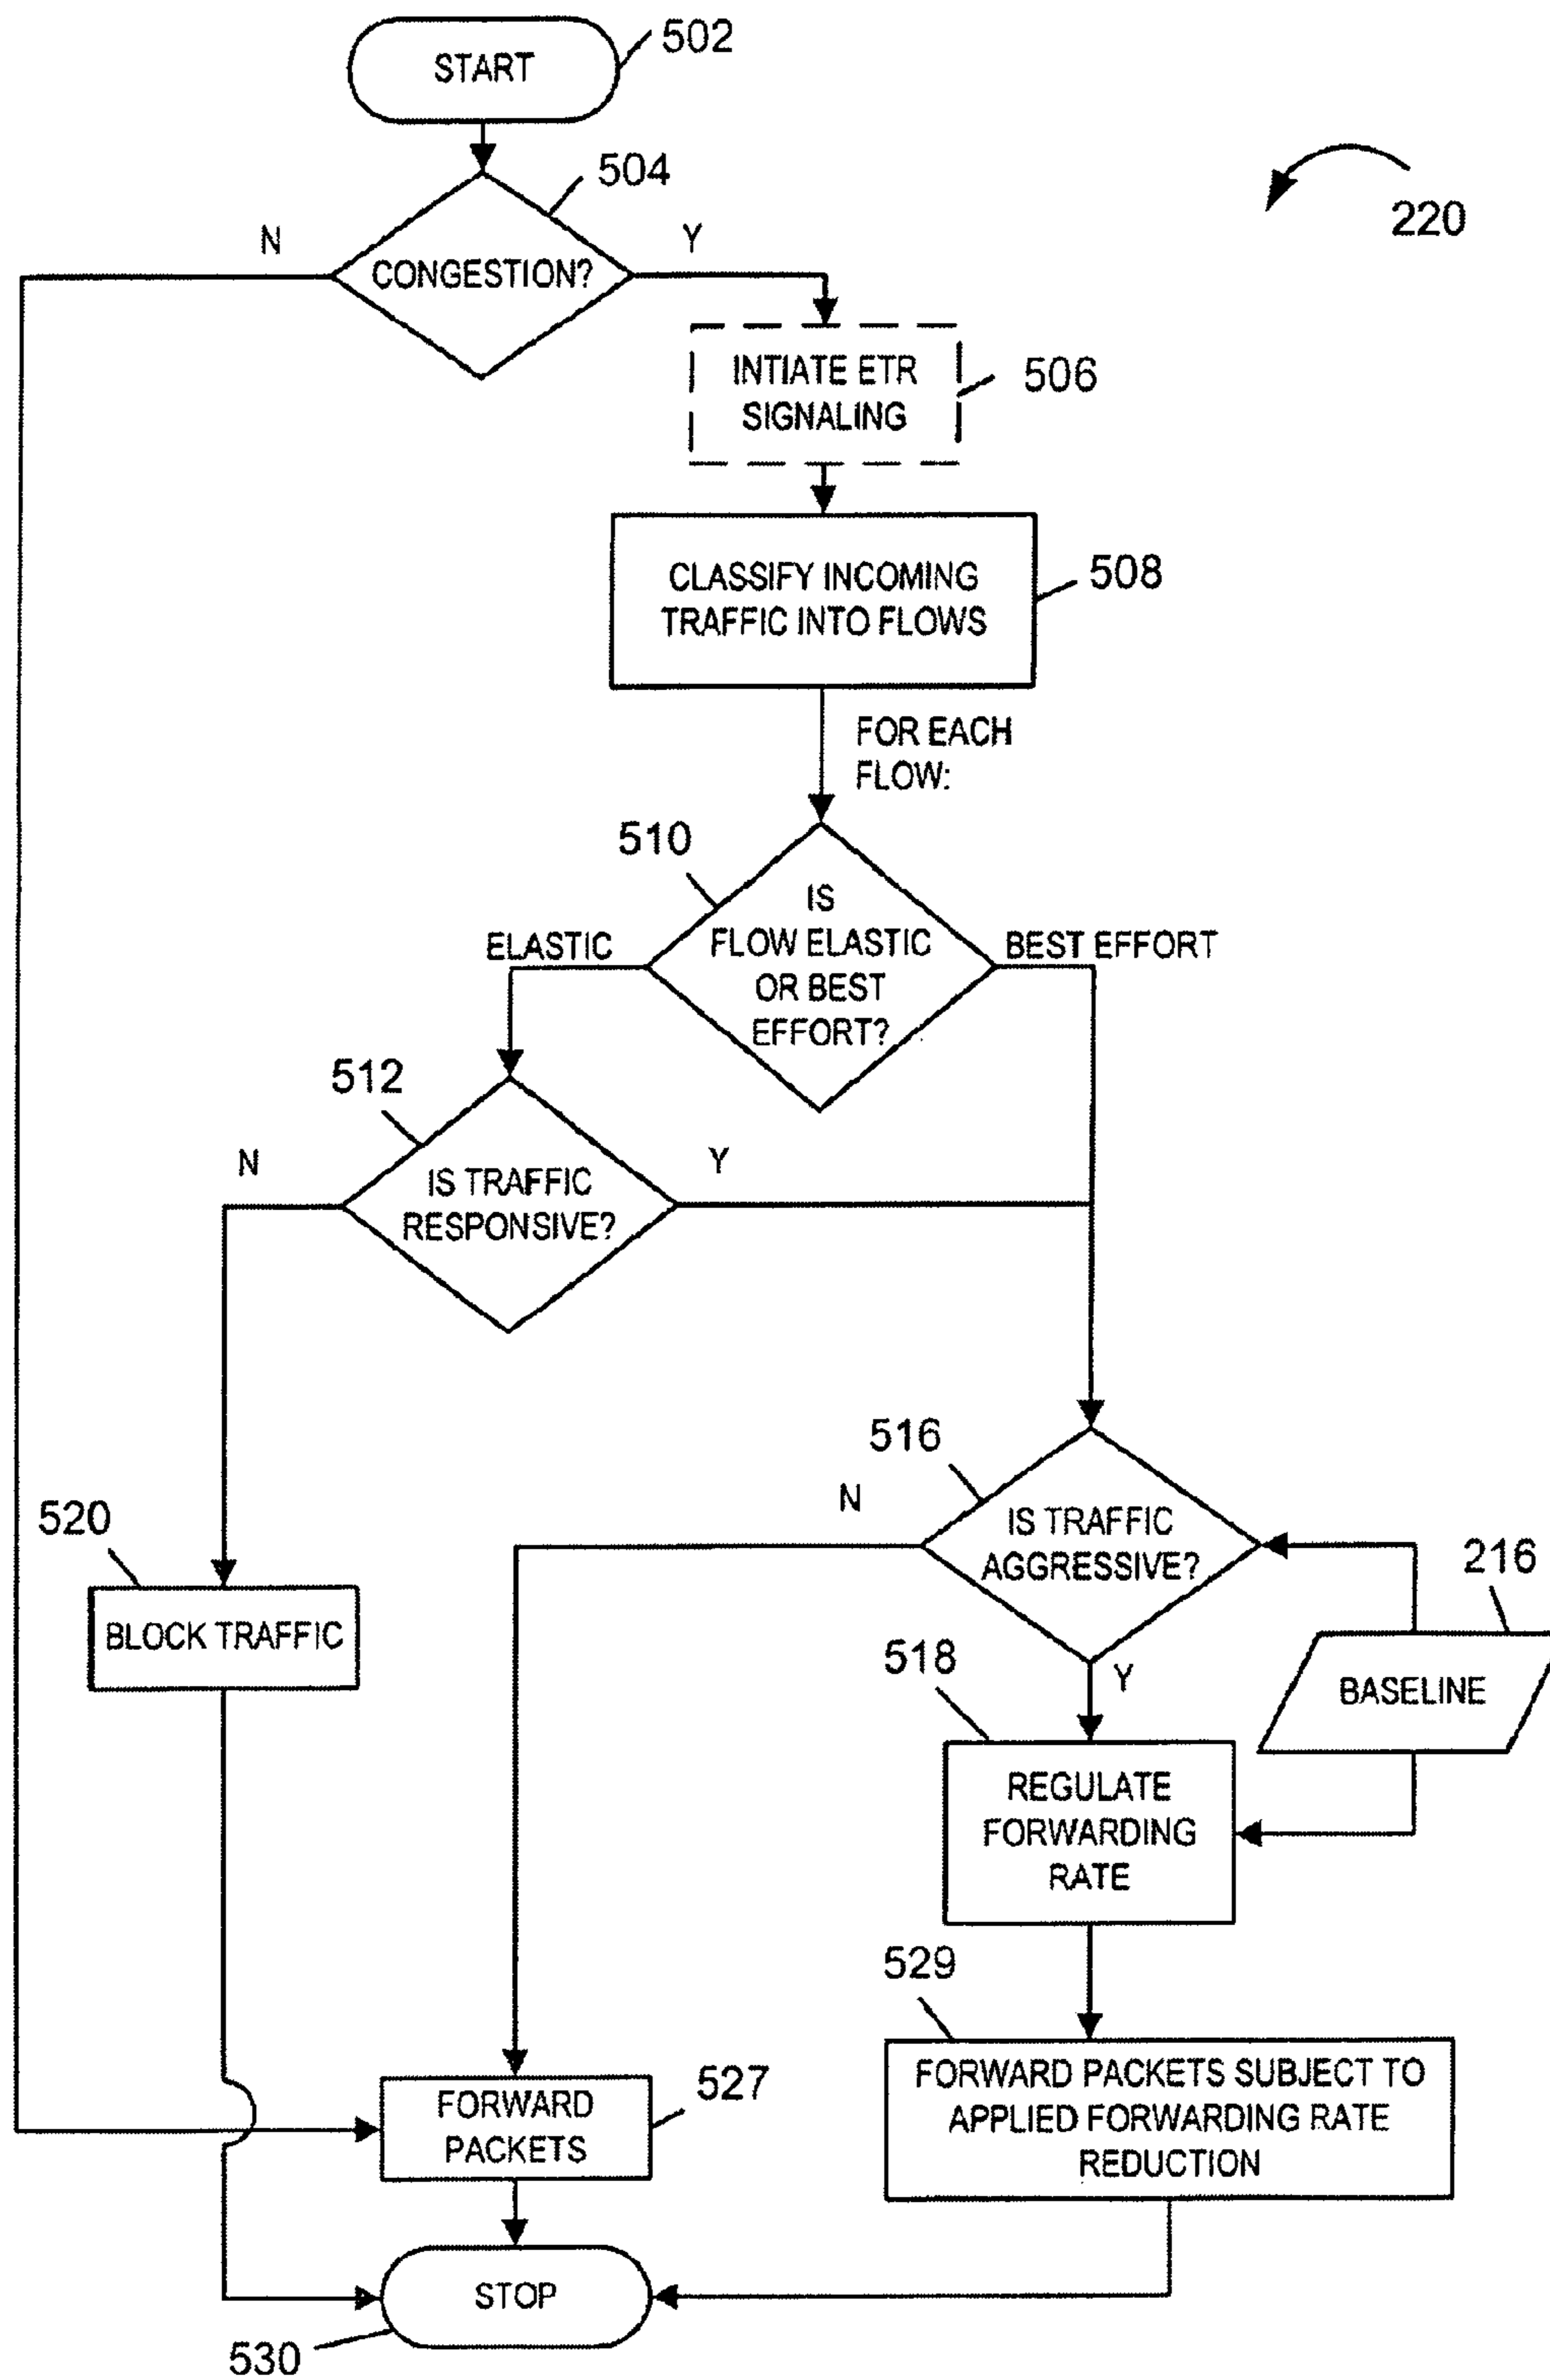 START
502
504
N
Y
CONGESTION?
220
INTIATE ETR
SIGNALING
506
CLASSIFY INCOMING
TRAFFIC INTO FLOWS
508
FOR EACH
FLOW:
510
IS
FLOW ELASTIC
OR BEST
EFFORT?
ELASTIC
BEST EFFORT
512
N
Y
IS TRAFFIC
RESPONSIVE?
516
N
IS TRAFFIC
AGGRESSIVE?
520
BLOCK TRAFFIC
216
BASELINE
518
Y
REGULATE
FORWARDING
RATE
529
FORWARD PACKETS SUBJECT TO
APPLIED FORWARDING RATE
REDUCTION
527
FORWARD
PACKETS
STOP
530